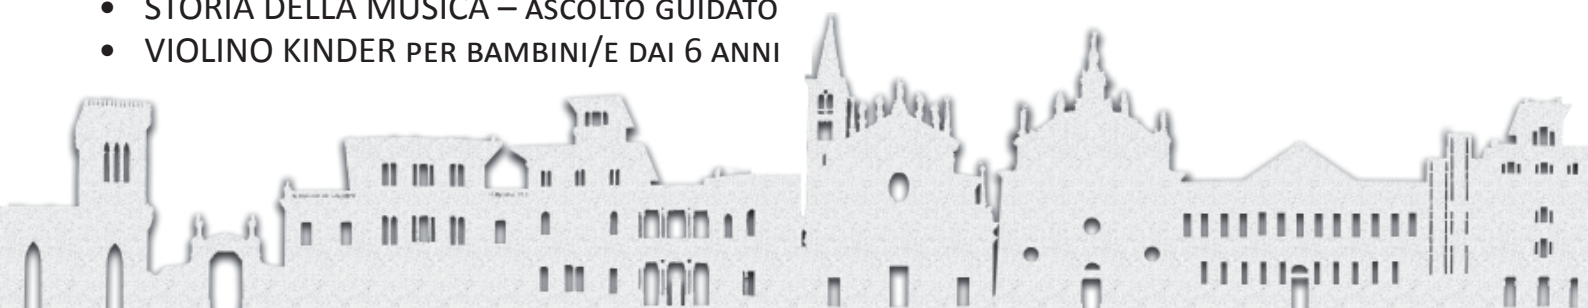 • STORIA DELLA MUSICA – ASCOLTO GUIDATO
• VIOLINO KINDER PER BAMBINI/E DAI 6 ANNI